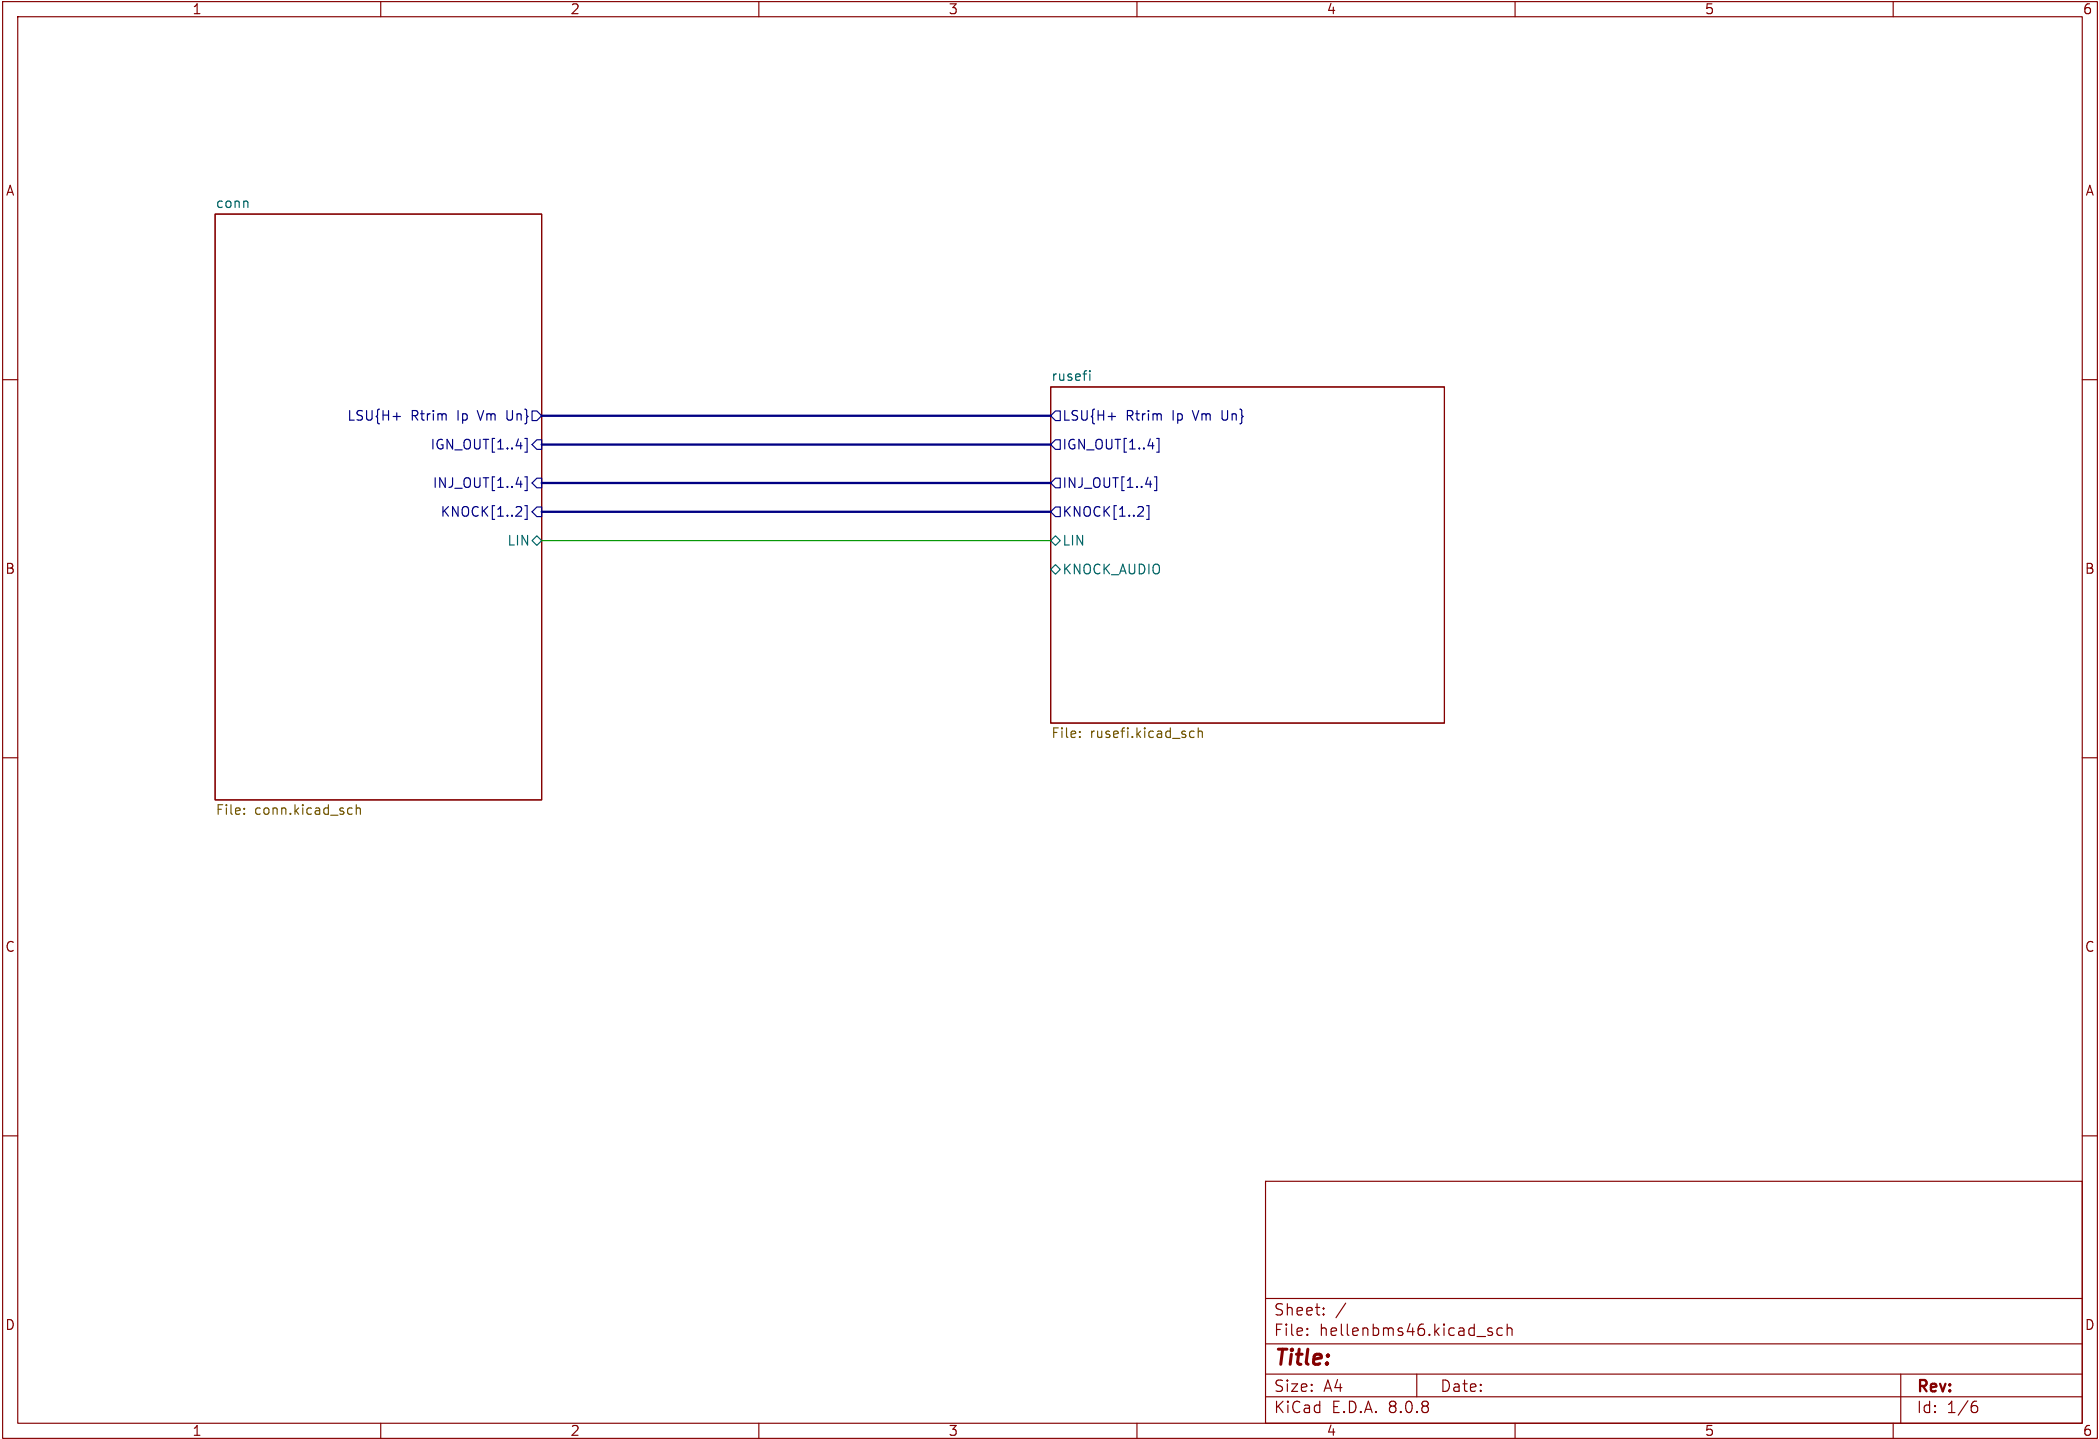 1 2 3 4 5 6
A A
conn
rusefi
LSU{H+ Rtrim Ip Vm Un} LSU{H+ Rtrim Ip Vm Un}
IGN_OUT[1..4] IGN_OUT[1..4]
INJ_OUT[1..4] INJ_OUT[1..4]
KNOCK[1..2] KNOCK[1..2]
LIN LIN
B KNOCK_AUDIO B
File: rusefi.kicad_sch
File: conn.kicad_sch
C C
Sheet: /
D D
File: hellenbms46.kicad_sch
Title:
Size: A4 Date: Rev:
KiCad E.D.A. 8.0.8 Id: 1/6
1 2 3 4 5 6